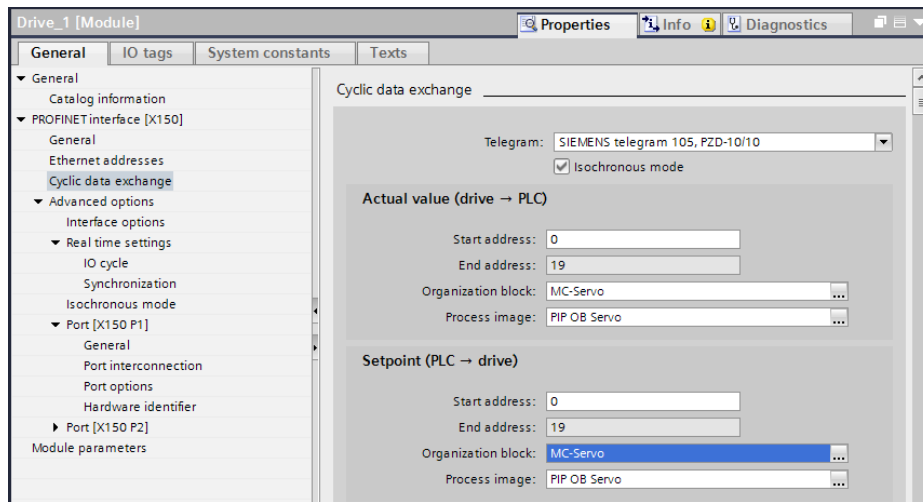 Drive_1 [Module]
Properties
Info
Diagnostics
General
IO tags
System constants
Texts
General
Catalog information
PROFINET interface [X150]
General
Ethernet addresses
Cyclic data exchange
Advanced options
Interface options
Real time settings
IO cycle
Synchronization
Isochronous mode
Port [X150 P1]
General
Port interconnection
Port options
Hardware identifier
Port [X150 P2]
Module parameters
Cyclic data exchange
Telegram: SIEMENS telegram 105, PZD-10/10
Isochronous mode
Actual value (drive → PLC)
Start address: 0
End address: 19
Organization block: MC-Servo ...
Process image: PIP OB Servo ...
Setpoint (PLC → drive)
Start address: 0
End address: 19
Organization block: MC-Servo ...
Process image: PIP OB Servo ...